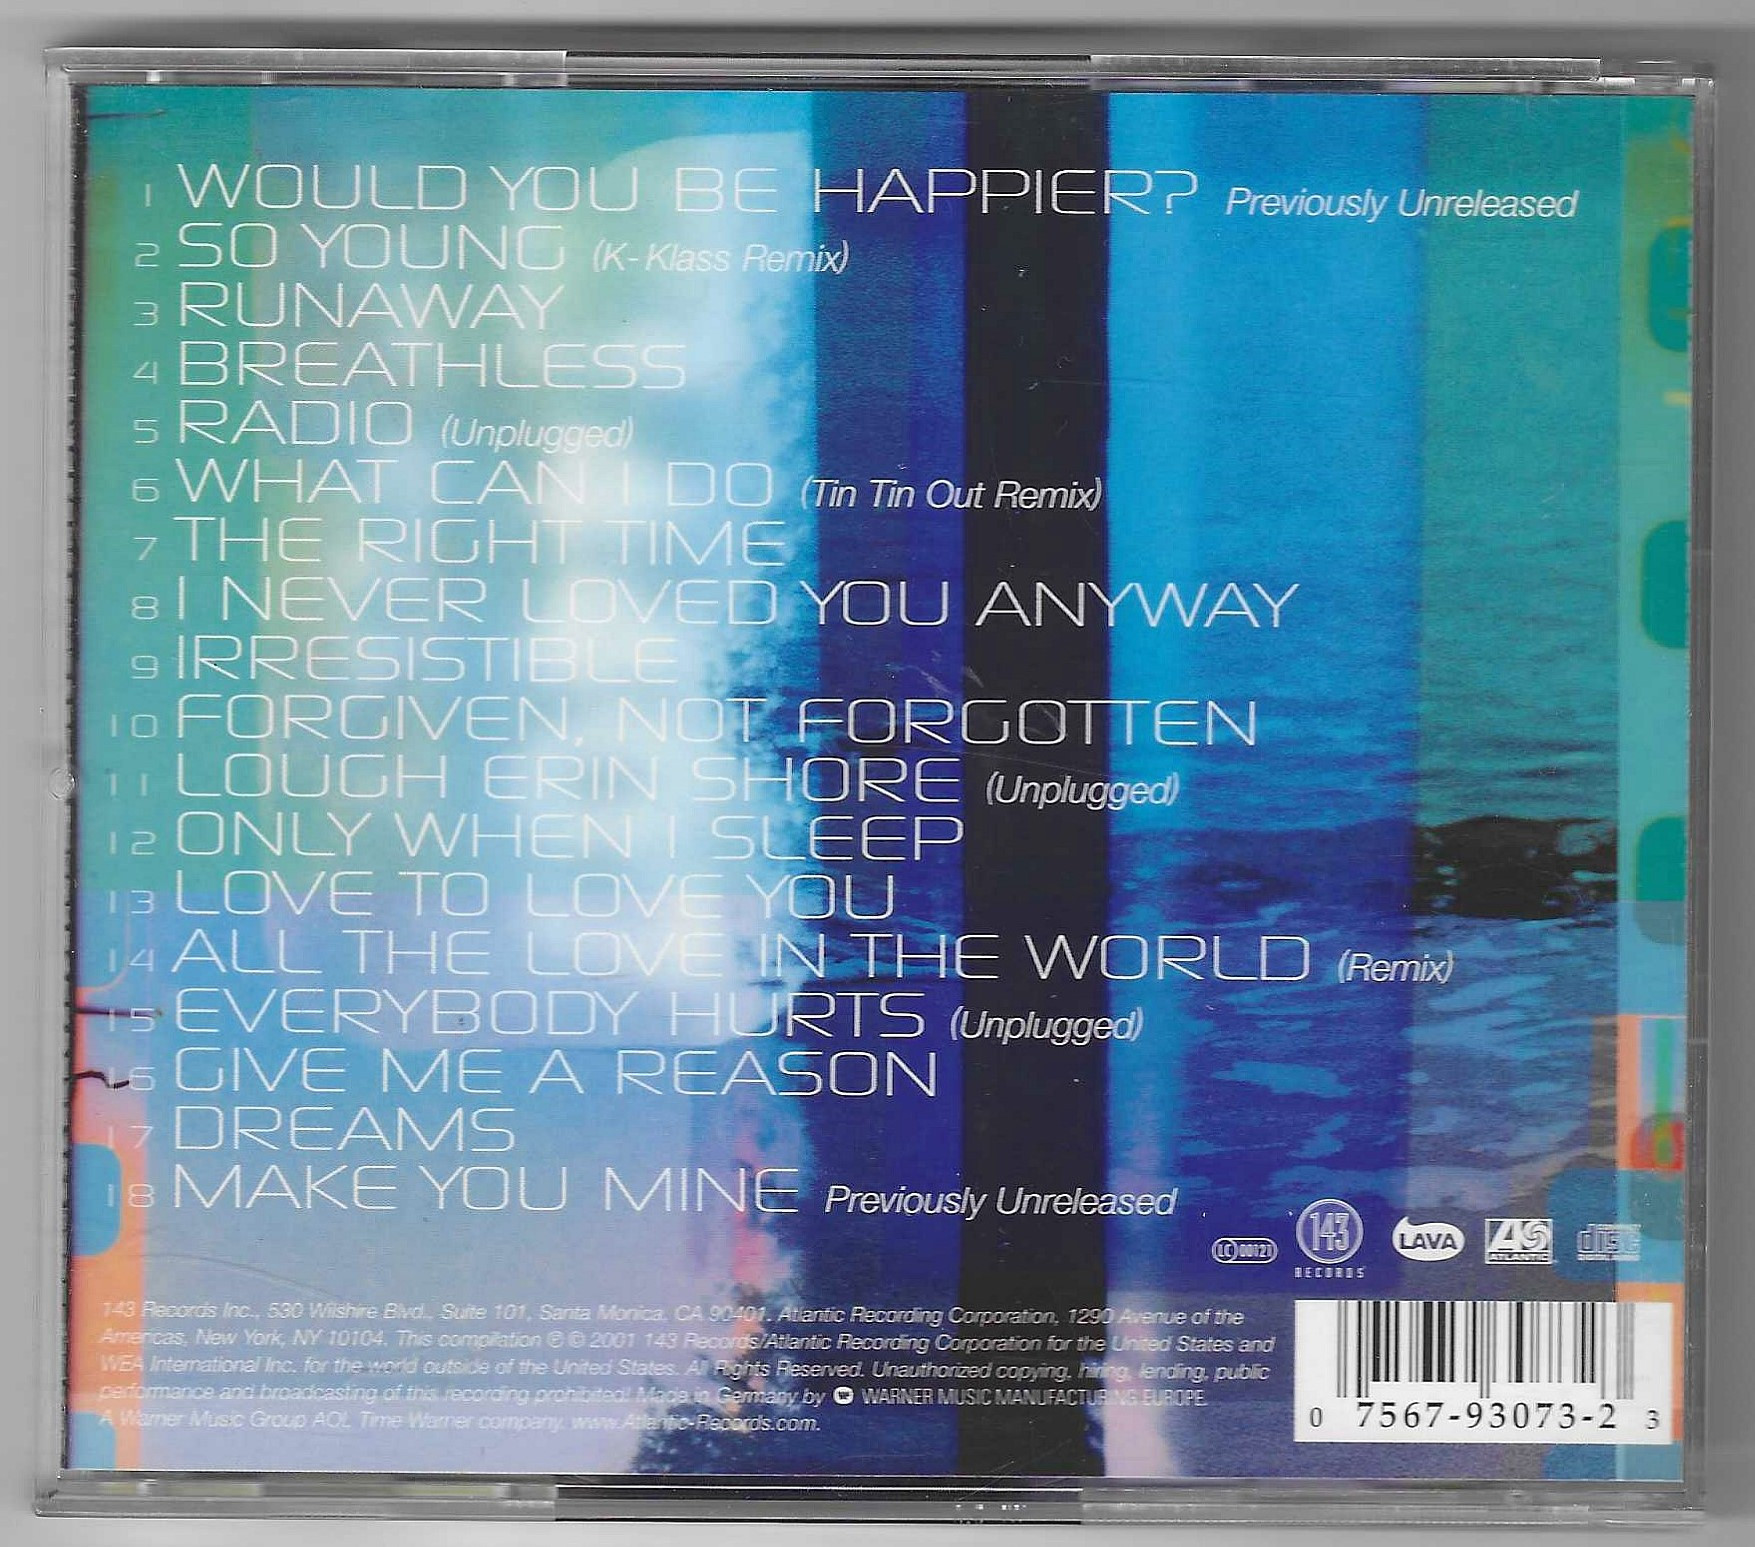 1 WOULD YOU BE HAPPIER? Previously Unreleased
2 SO YOUNG (K-Klass Remix)
3 RUNAWAY
4 BREATHLESS
5 RADIO (Unplugged)
6 WHAT CAN I DO (Tin Tin Out Remix)
7 THE RIGHT TIME
8 I NEVER LOVED YOU ANYWAY
9 IRRESISTIBLE
10 FORGIVEN, NOT FORGOTTEN
11 LOUGH ERIN SHORE (Unplugged)
12 ONLY WHEN I SLEEP
13 LOVE TO LOVE YOU
14 ALL THE LOVE IN THE WORLD (Remix)
15 EVERYBODY HURTS (Unplugged)
16 GIVE ME A REASON
17 DREAMS
18 MAKE YOU MINE Previously Unreleased
LC 00121 143 RECORDS LAVA ATLANTIC disc
143 Records Inc., 530 Wilshire Blvd., Suite 101, Santa Monica, CA 90401. Atlantic Recording Corporation, 1290 Avenue of the
Americas, New York, NY 10104. This compilation ℗ © 2001 143 Records/Atlantic Recording Corporation for the United States and
WEA International Inc. for the world outside of the United States. All Rights Reserved. Unauthorized copying, hiring, lending, public
performance and broadcasting of this recording prohibited. Made in Germany by WARNER MUSIC MANUFACTURING EUROPE.
A Warner Music Group AOL Time Warner company. www.Atlantic-Records.com.
0 7567-93073-2 3